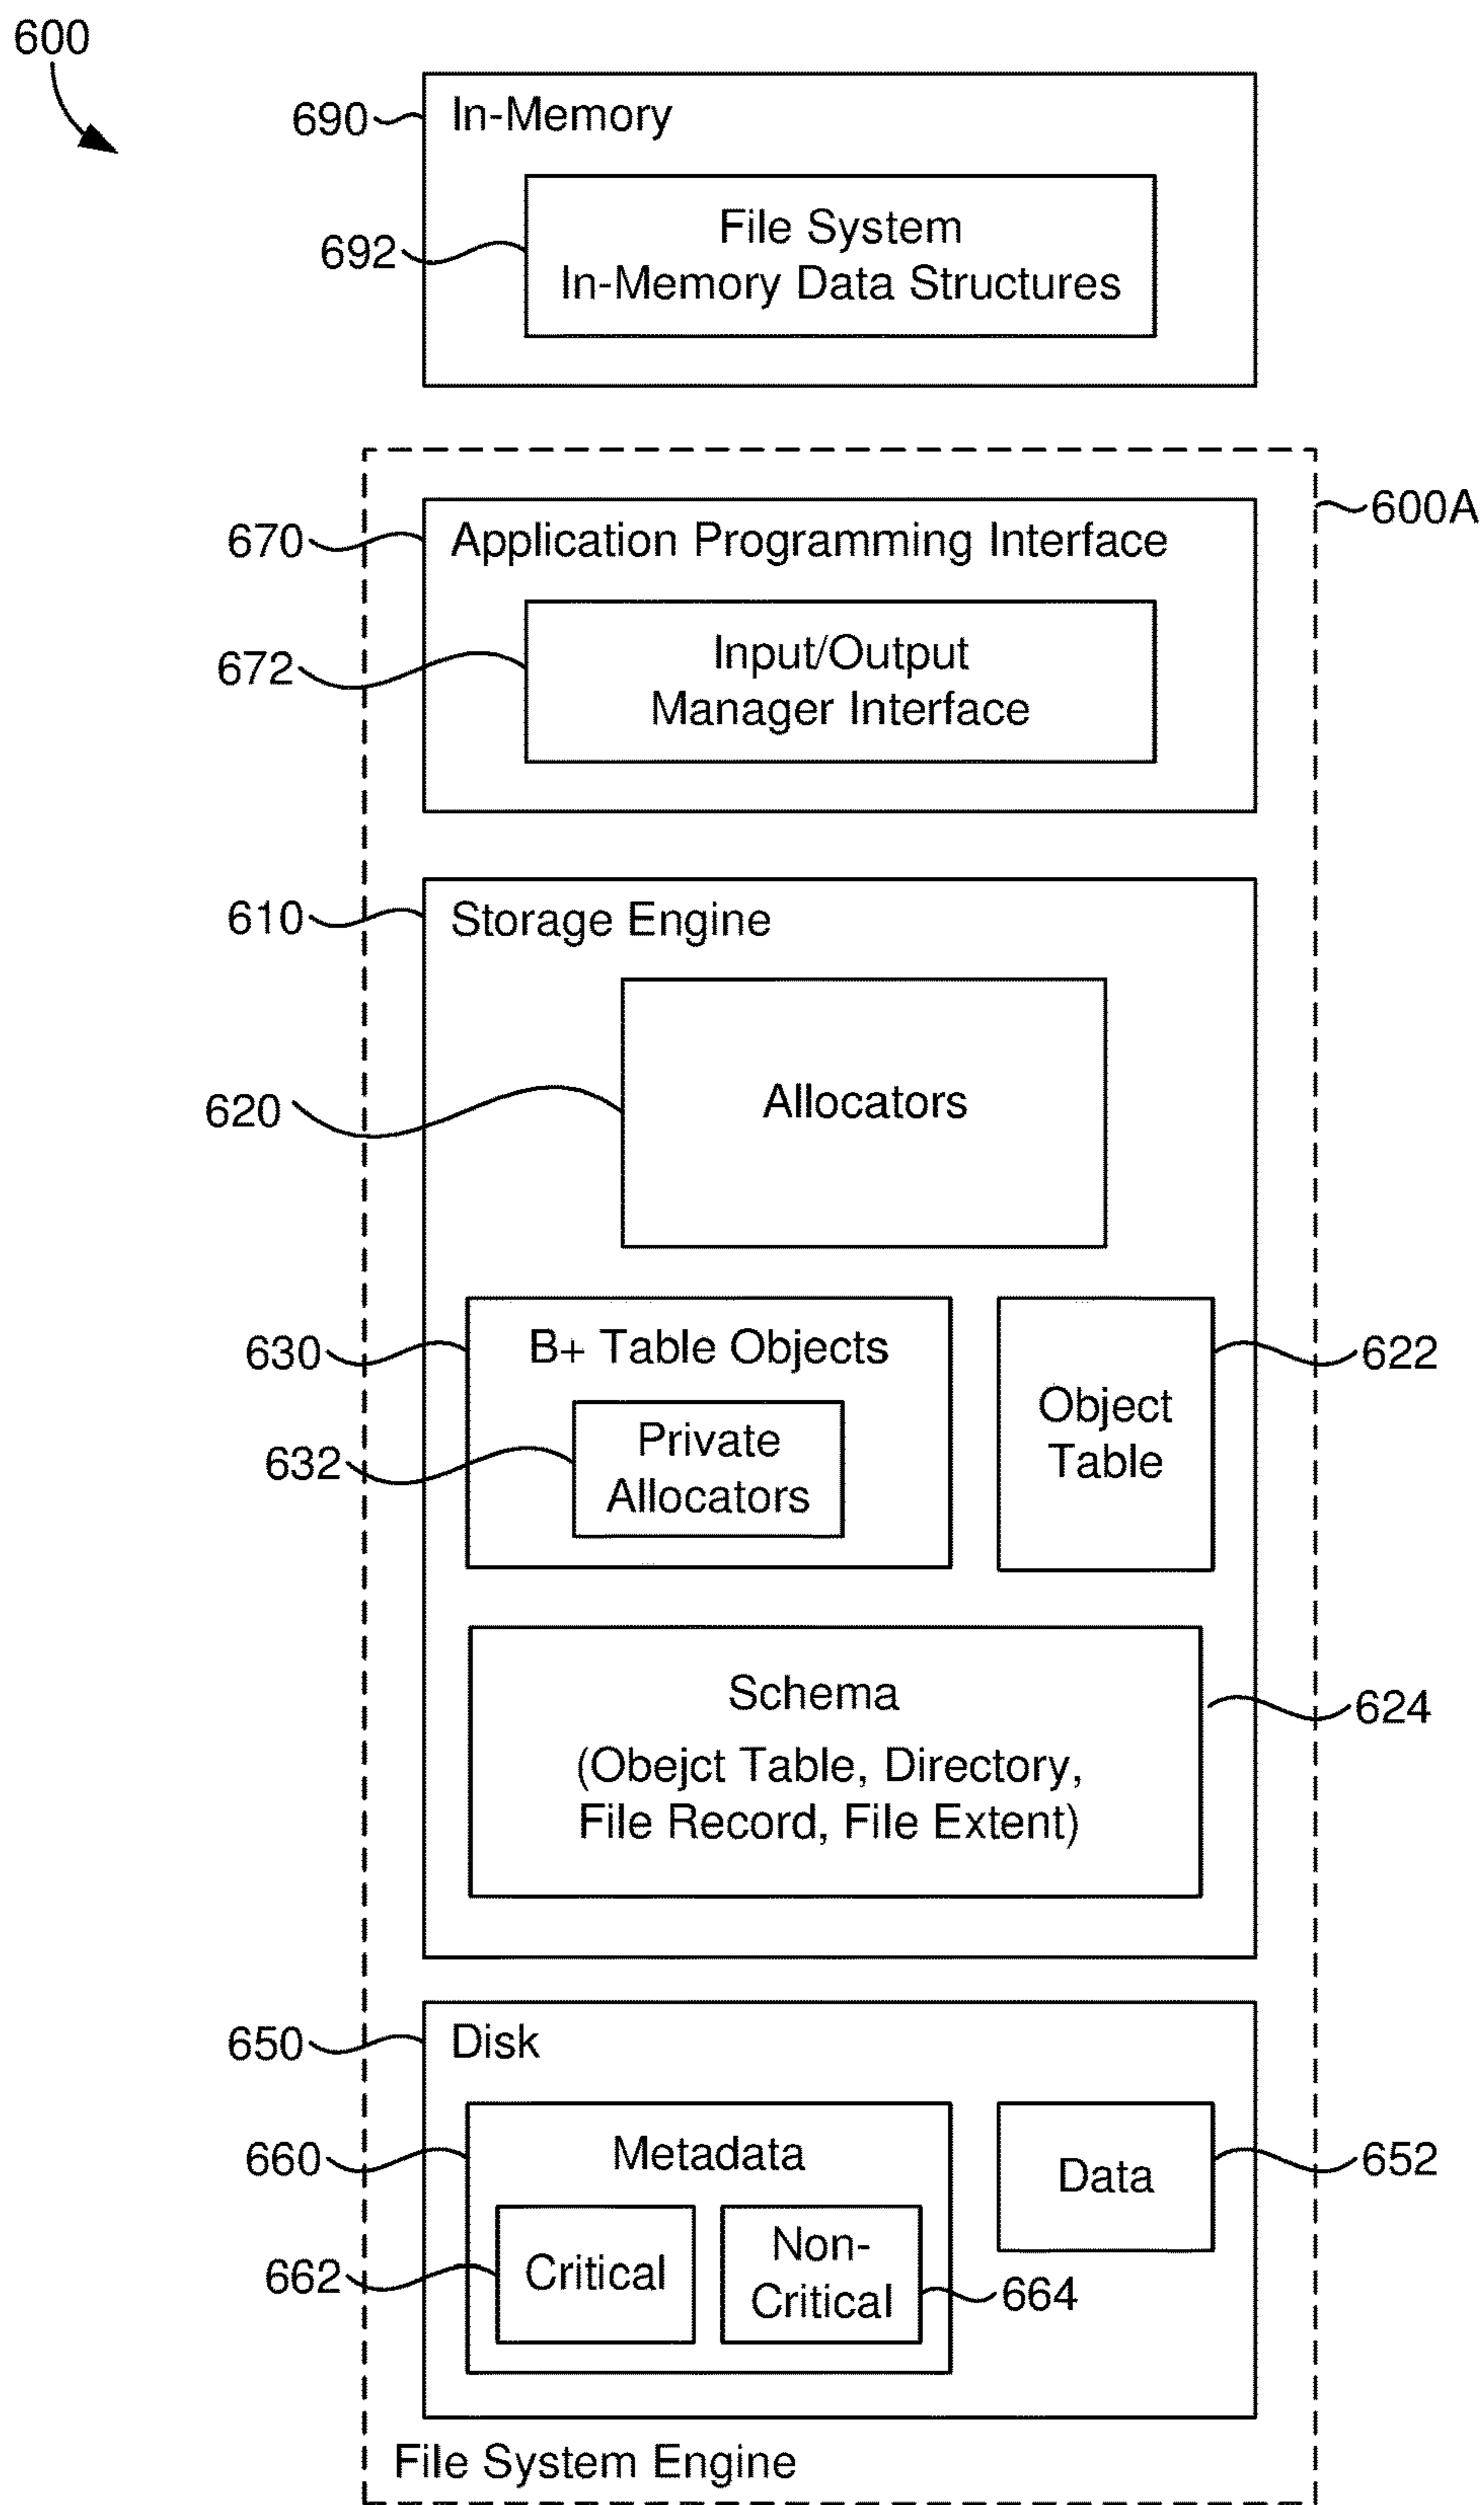 600
690
In-Memory
692
File System
In-Memory Data Structures
600A
670
Application Programming Interface
672
Input/Output
Manager Interface
610
Storage Engine
620
Allocators
630
B+ Table Objects
622
Object
Table
632
Private
Allocators
Schema
624
(Obejct Table, Directory,
File Record, File Extent)
650
Disk
660
Metadata
652
Data
662
Critical
Non-
Critical
664
File System Engine